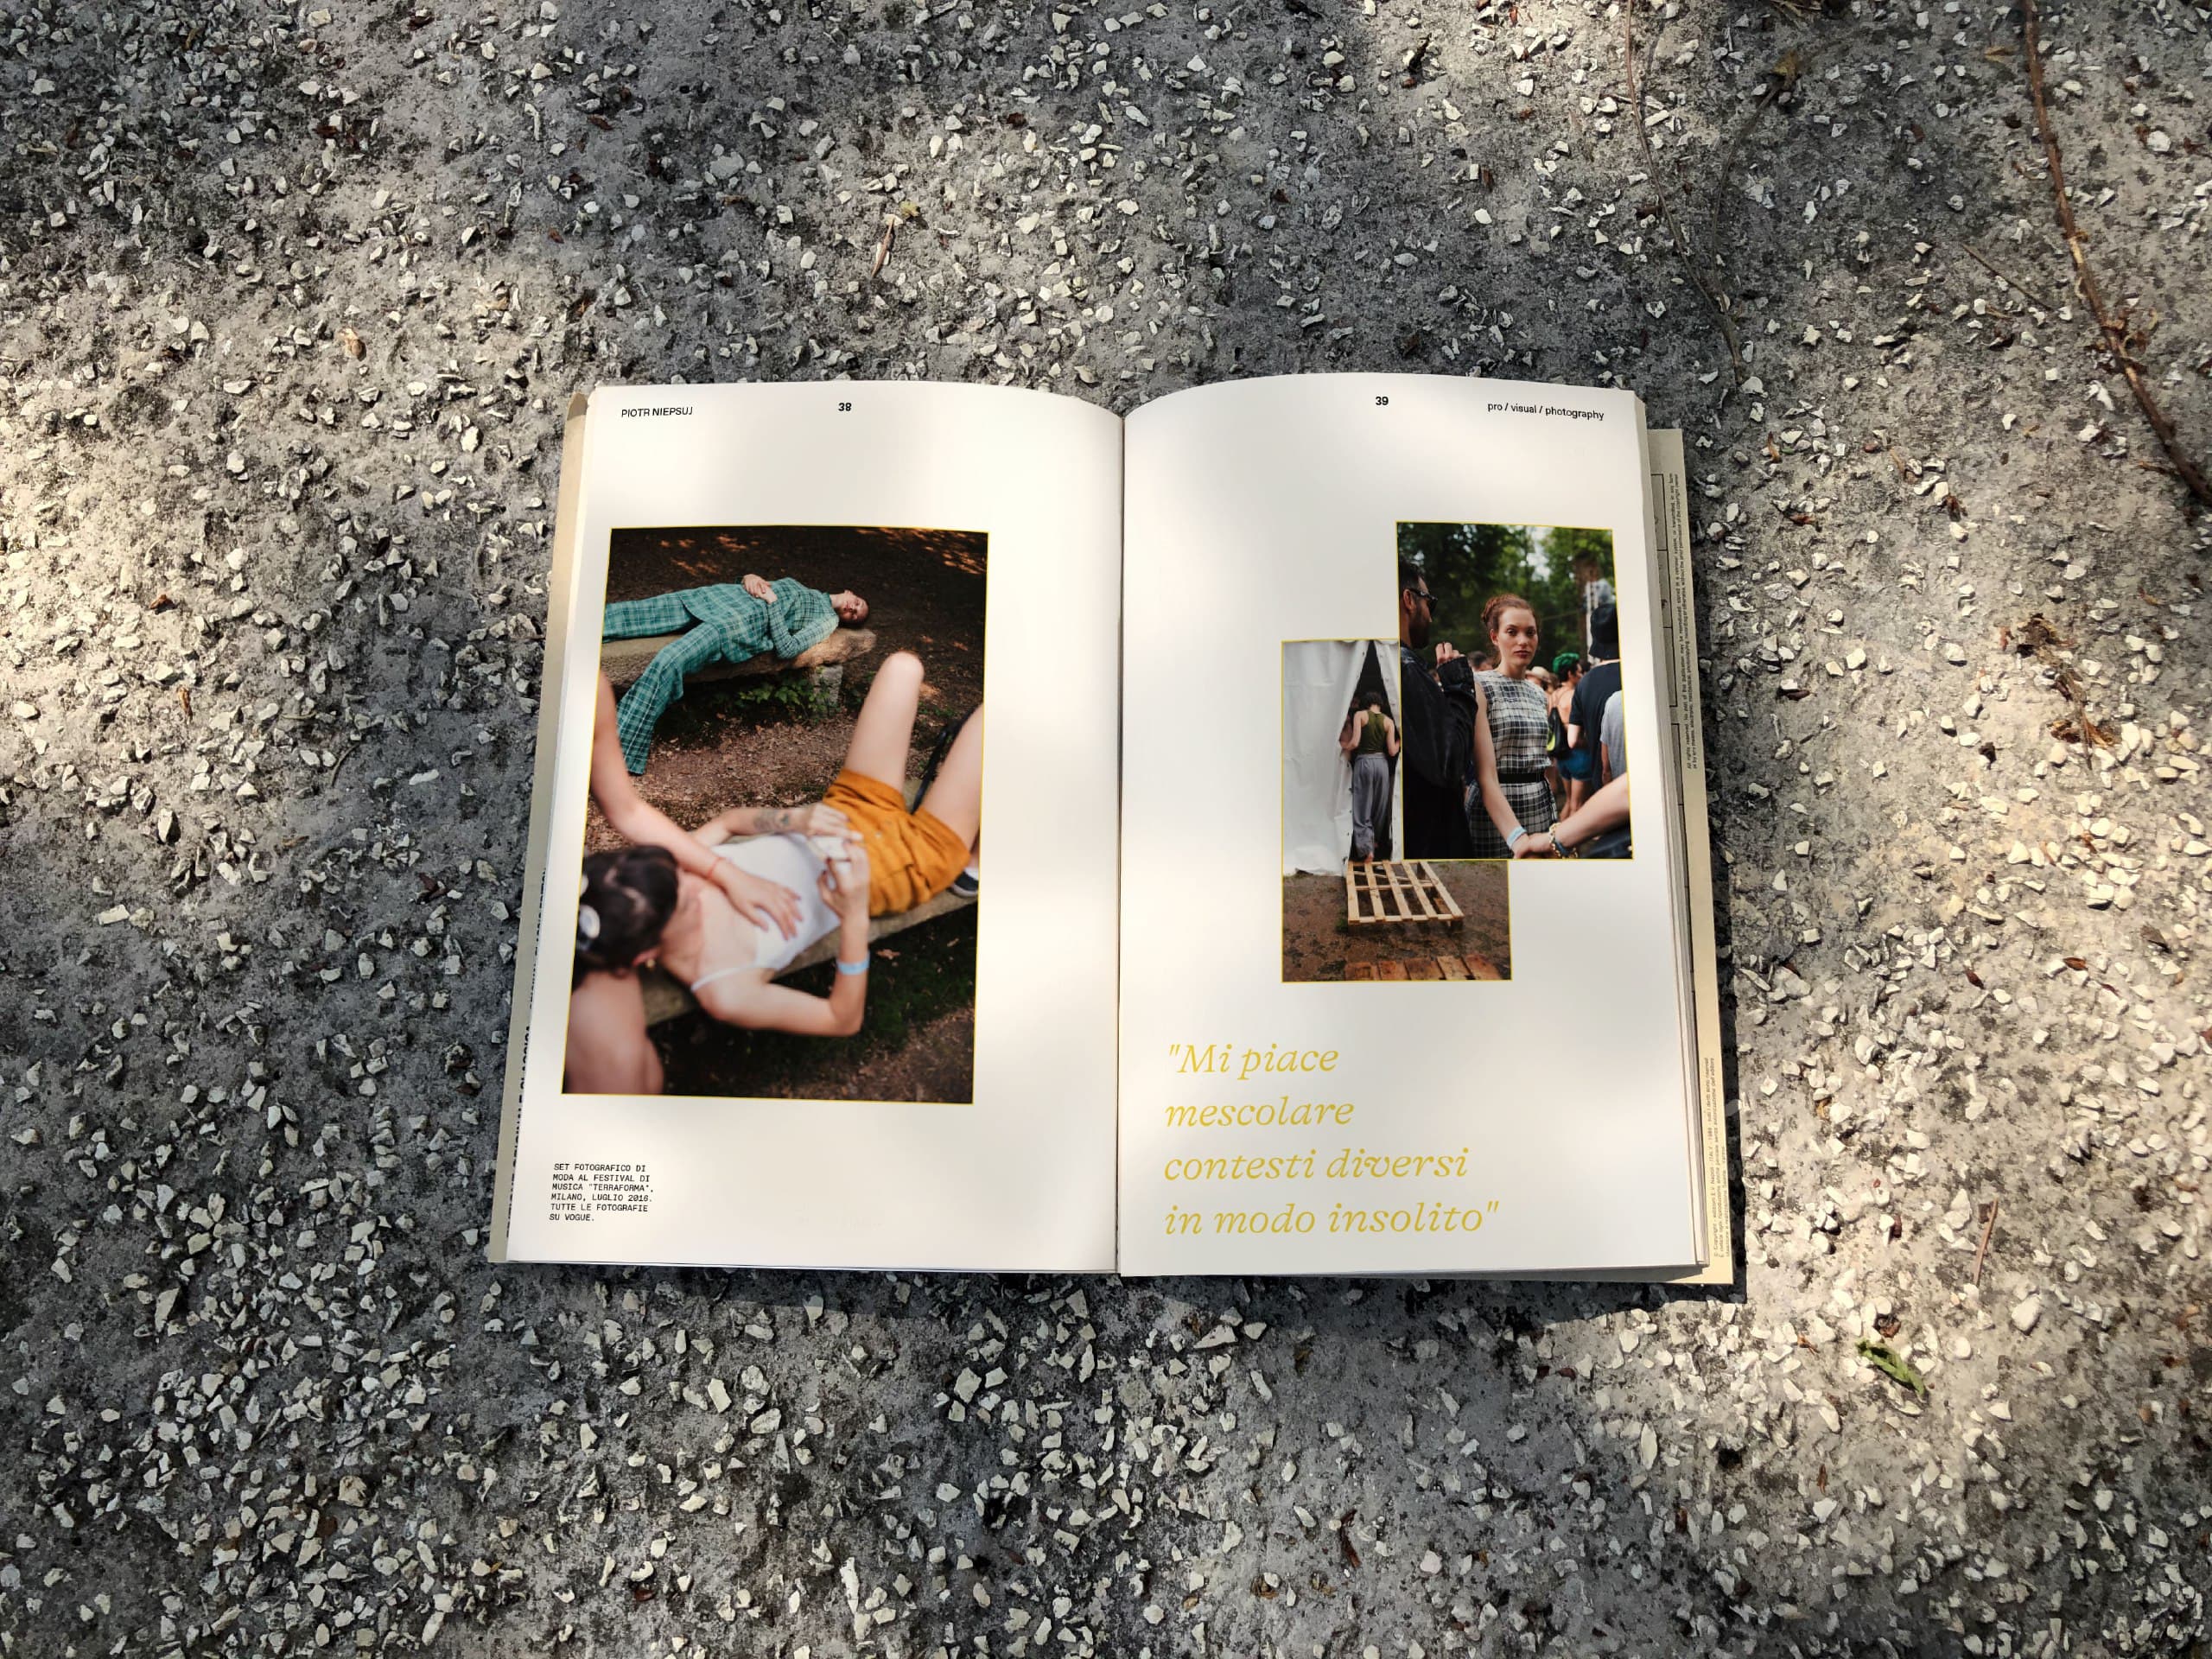 PIOTR NIEPSUJ
38
SET FOTOGRAFICO DI
MODA AL FESTIVAL DI
MUSICA "TERRAFORMA",
MILANO, LUGLIO 2016.
TUTTE LE FOTOGRAFIE
SU VOGUE.
39
pro / visual / photography
"Mi piace
mescolare
contesti diversi
in modo insolito"